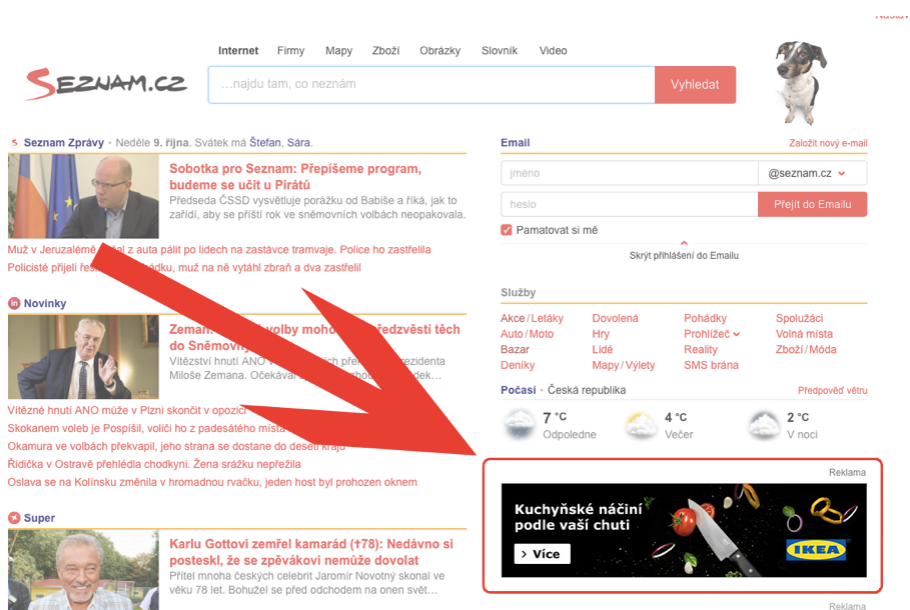 Internet Firmy Mapy Zboží Obrázky Slovník Video
SEZNAM.CZ
...najdu tam, co neznám
Vyhledat
Seznam Zprávy - Neděle 9. října. Svátek má Štefan, Sára.
Sobotka pro Seznam: Přepíšeme program,
budeme se učit u Pirátů
Předseda ČSSD vysvětluje porážku od Babiše a říká, jak to
zařídí, aby se příští rok ve sněmovních volbách neopakovala.
Muž v Jeruzalémě z auta pálit po lidech na zastávce tramvaje. Police ho zastřelila
Policisté přijeli muž na ně vytáhl zbraň a dva zastřelil
Novinky
Zeman: volby předzvěstí těch
do
Vítězství hnutí ANO
Miloše Zemana. Očekával
Vítězné hnutí ANO může v Plzni skončit v opozici
Skokanem voleb je Pospíšil, voliči ho z padesátého místa
Okamura ve volbách překvapil, jeho strana se dostane do deseti krajů
Řidička v Ostravě přehlédla chodkyni. Žena srážku nepřežila
Oslava se na Kolínsku změnila v hromadnou rvačku, jeden host byl prohozen oknem
Super
Karlu Gottovi zemřel kamarád (†78): Nedávno si
posteskl, že se zpěvákovi nemůže dovolat
Přítel mnoha českých celebrit Jaromír Novotný skonal ve
věku 78 let. Bohužel se před odchodem na onen svět...
Email
Založit nový e-mail
jméno
@seznam.cz
heslo
Přejít do Emailu
Pamatovat si mě
Skrýt přihlášení do Emailu
Služby
Akce/Letáky Dovolená Pohádky Spolužáci
Auto/Moto Hry Prohlížeč Volná místa
Bazar Lidé Reality Zboží/Móda
Deníky Mapy/Výlety SMS brána
Počasí - Česká republika
Předpověď větru
7 °C 4 °C 2 °C
Odpoledne Večer V noci
Reklama
Kuchyňské náčiní
podle vaší chuti
> Více
IKEA
Reklama